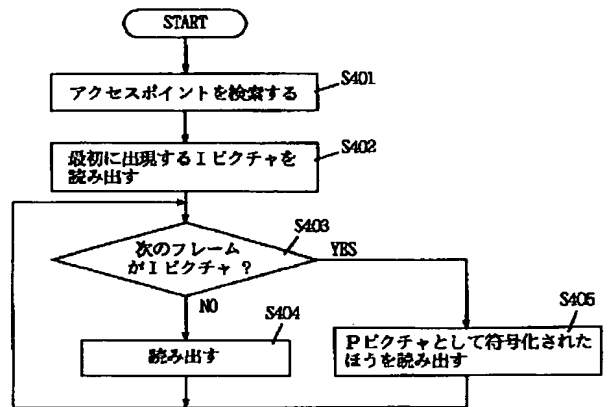 START
アクセスポイントを検索する
S401
最初に出現するIピクチャを
読み出す
S402
次のフレーム
がIピクチャ ?
S403
YES
NO
S404
読み出す
S405
Pピクチャとして符号化された
ほうを読み出す